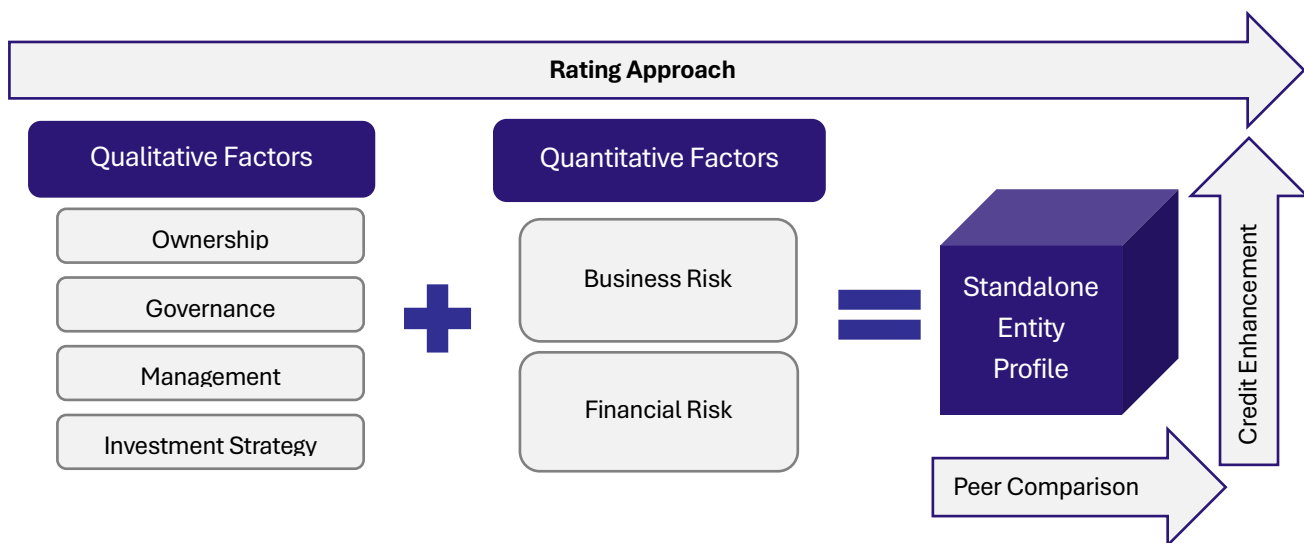 Rating Approach
Qualitative Factors
Ownership
Governance
Management
Investment Strategy
Quantitative Factors
Business Risk
Financial Risk
Standalone
Entity
Profile
Peer Comparison
Credit Enhancement